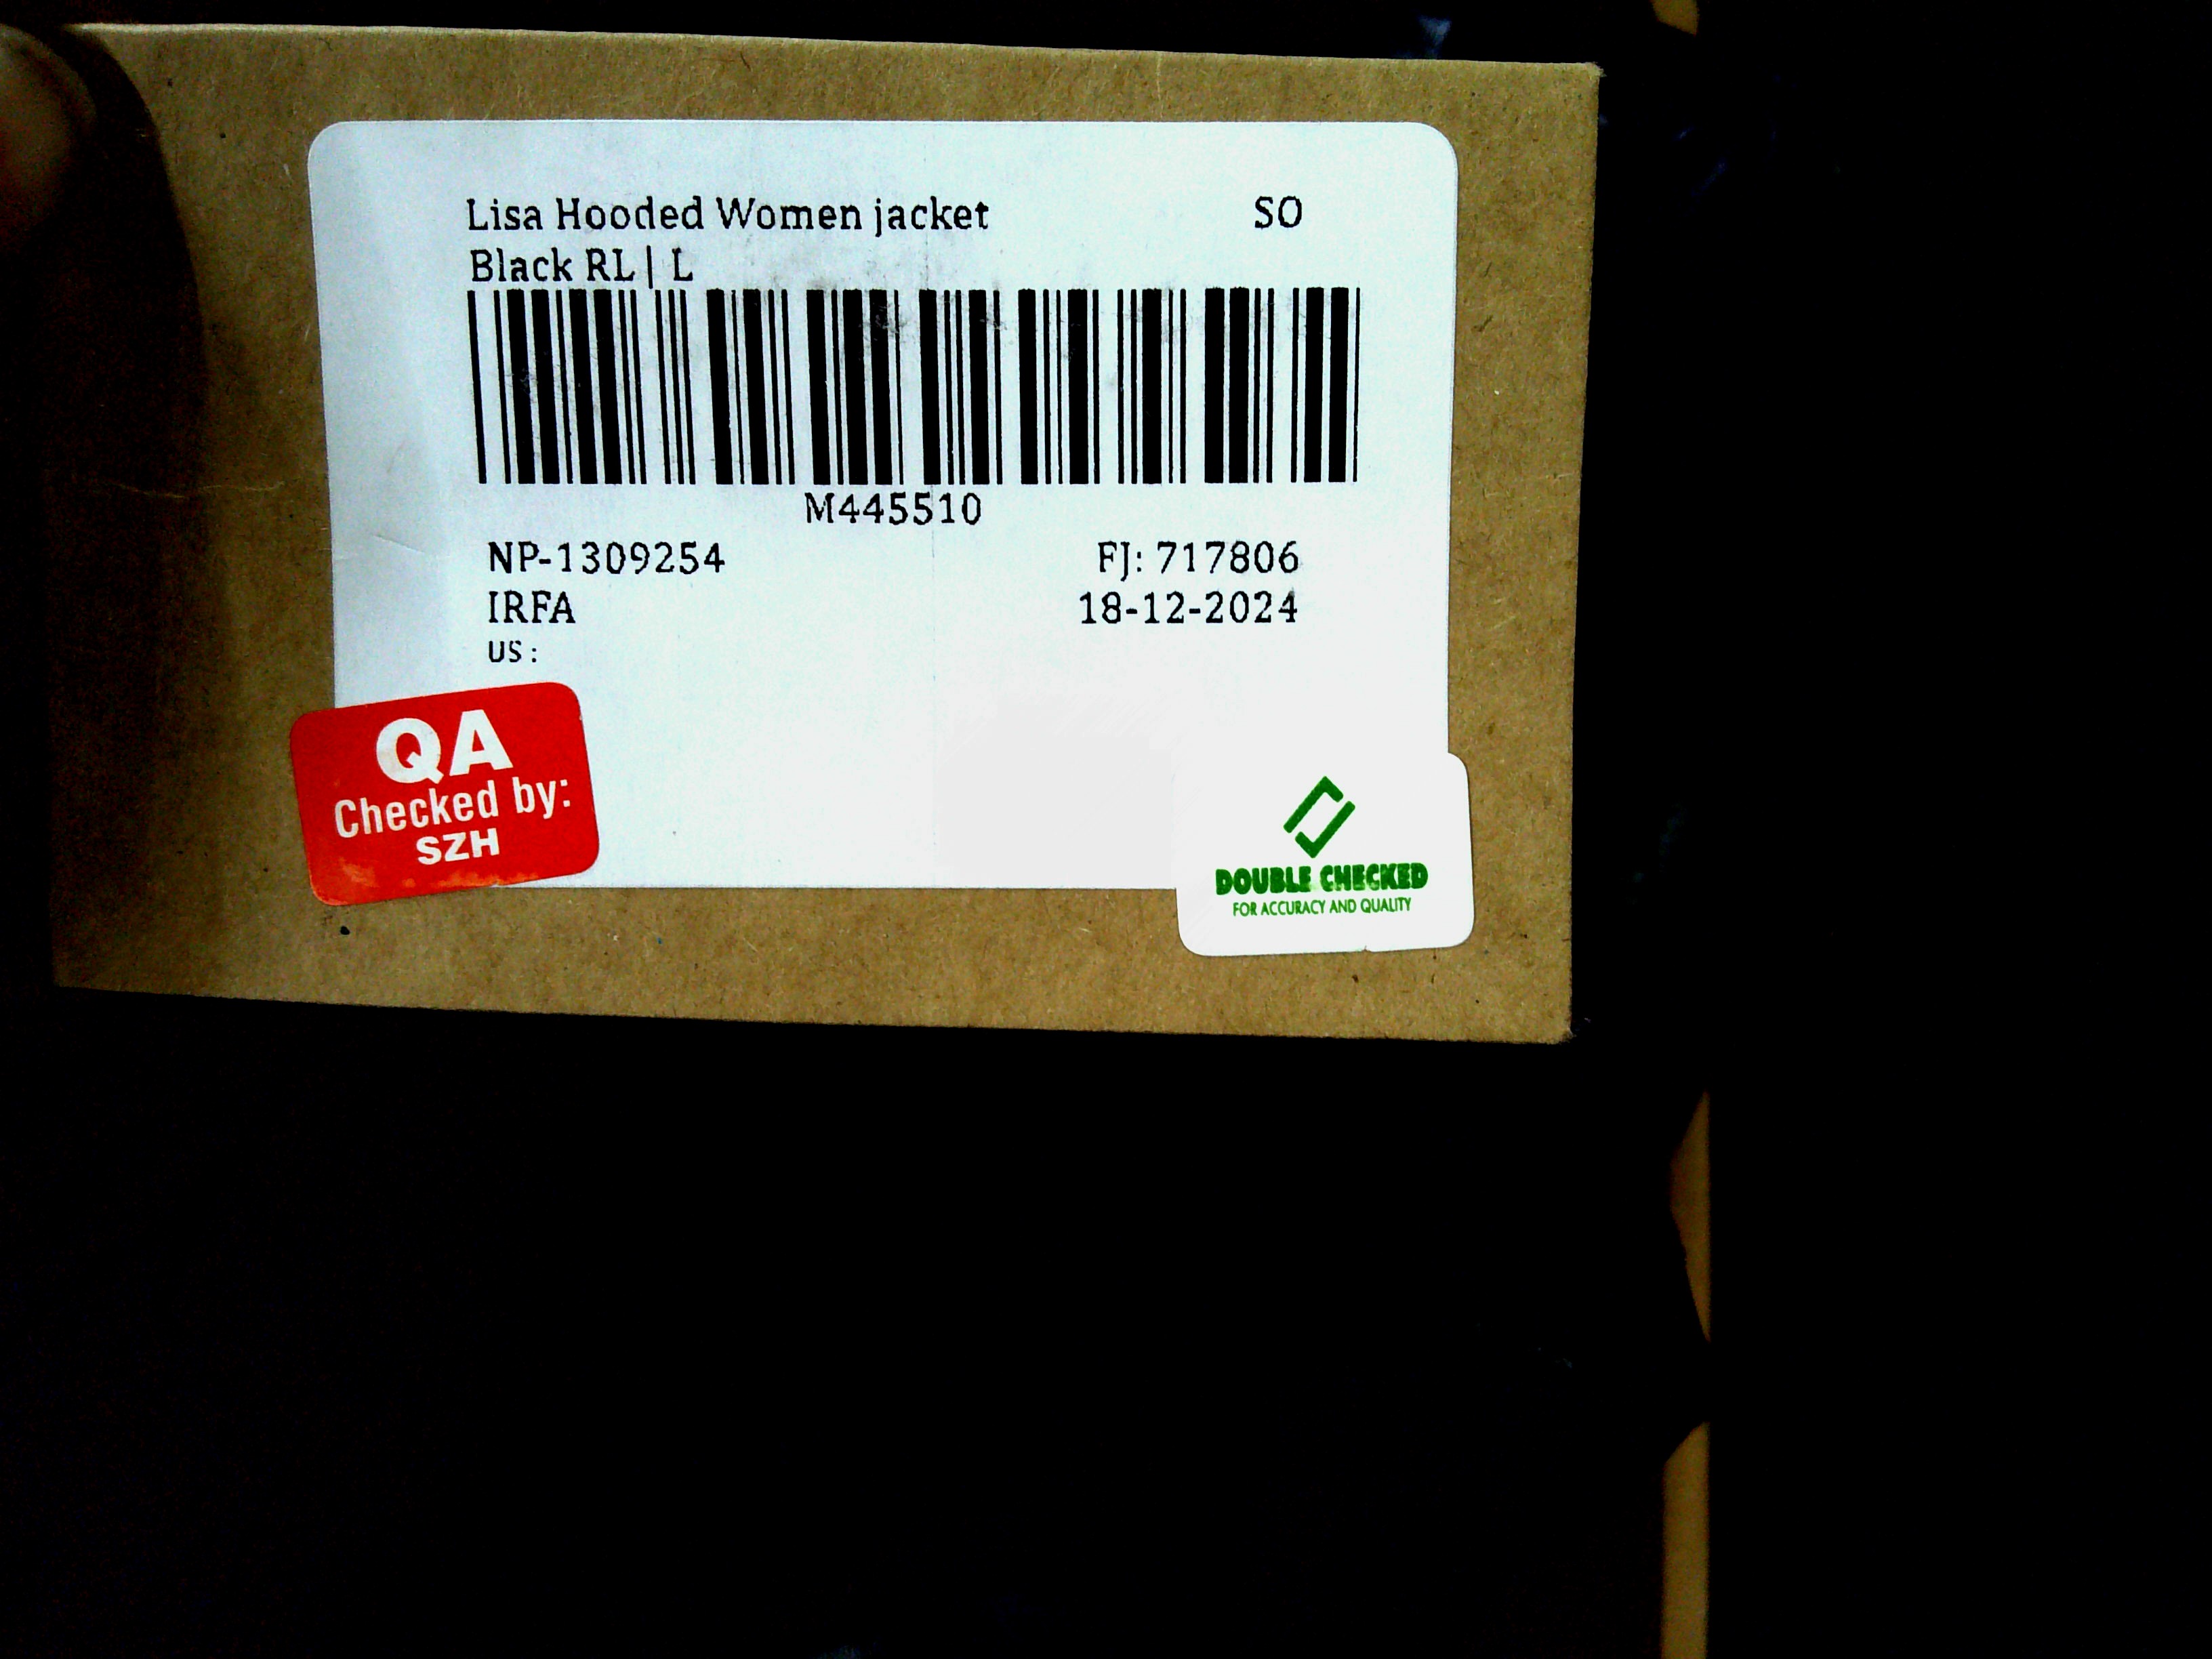 Lisa Hooded Women jacket SO
Black RL | L
M445510
NP-1309254 FJ: 717806
IRFA 18-12-2024
US :
QA
Checked by:
SZH
DOUBLE CHECKED
FOR ACCURACY AND QUALITY